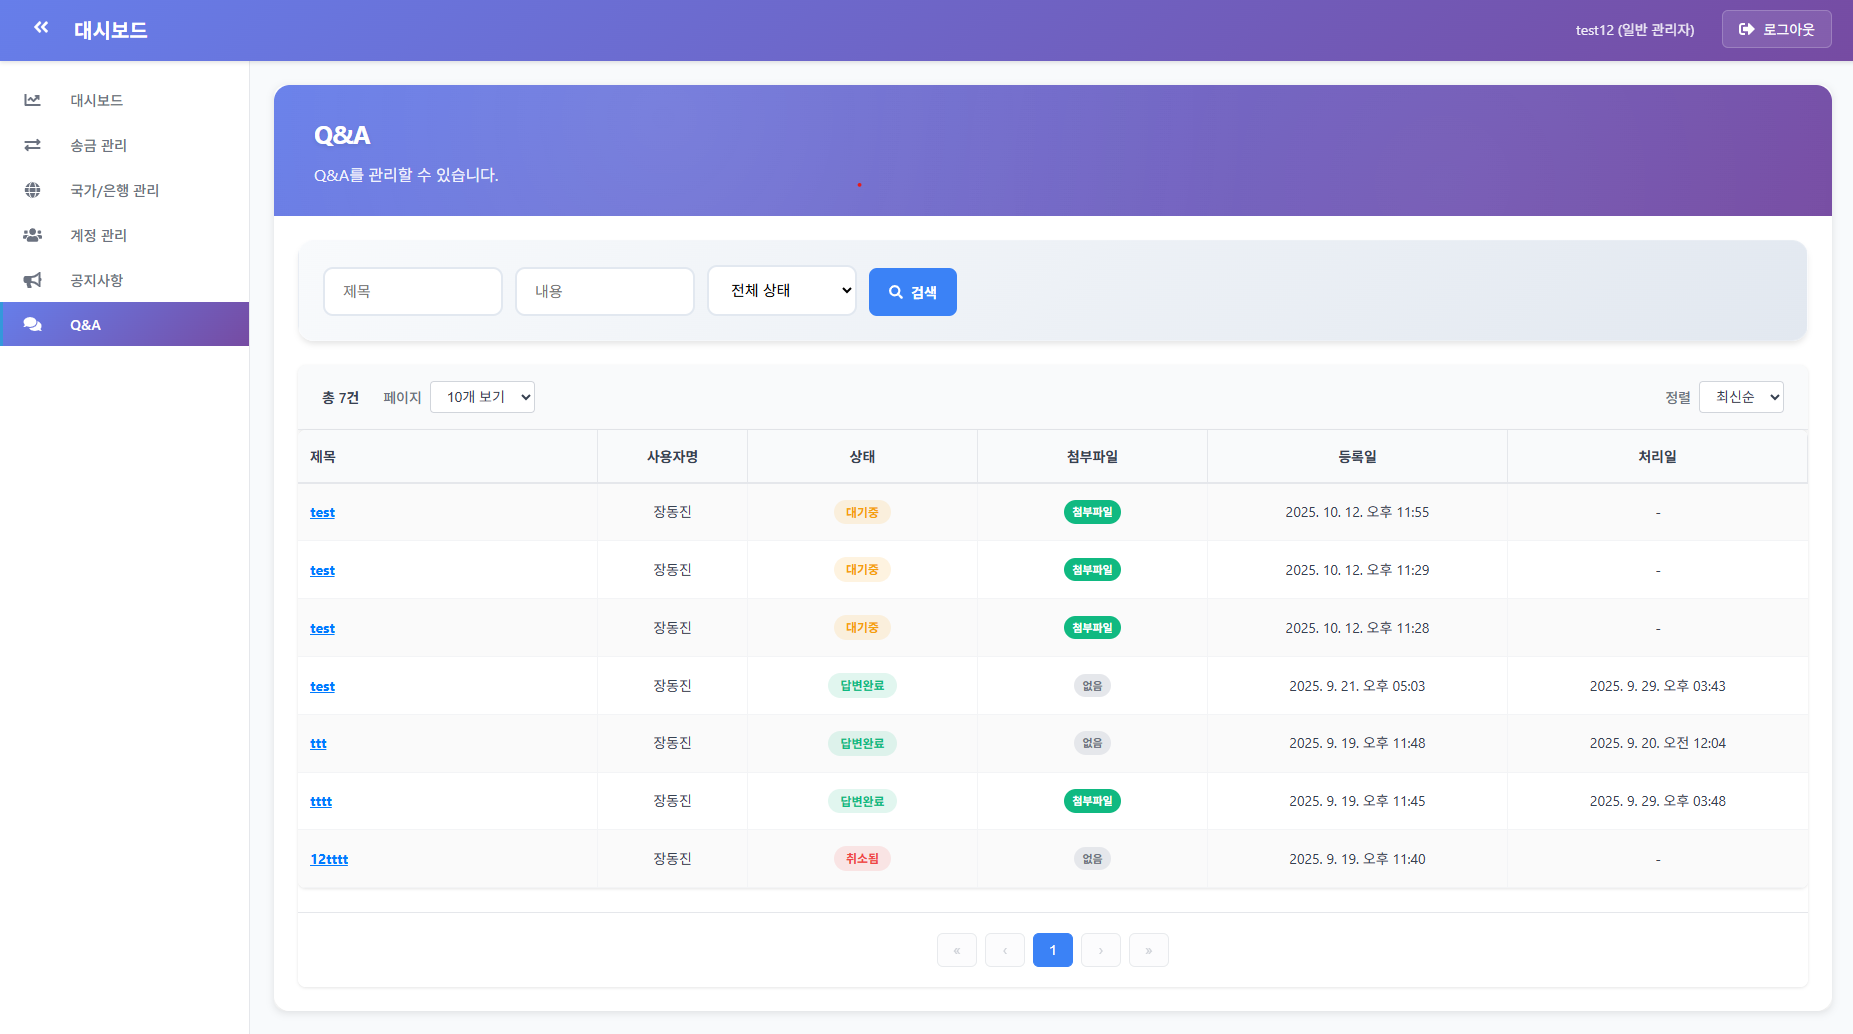 대시보드
test12 (일반 관리자)
로그아웃
대시보드
송금 관리
국가/은행 관리
계정 관리
공지사항
Q&A
Q&A
Q&A를 관리할 수 있습니다.
제목 내용 전체 상태 검색
총 7건 페이지 10개 보기 정렬 최신순
제목 사용자명 상태 첨부파일 등록일 처리일
test 장동진 대기중 첨부파일 2025. 10. 12. 오후 11:55 -
test 장동진 대기중 첨부파일 2025. 10. 12. 오후 11:29 -
test 장동진 대기중 첨부파일 2025. 10. 12. 오후 11:28 -
test 장동진 답변완료 없음 2025. 9. 21. 오후 05:03 2025. 9. 29. 오후 03:43
ttt 장동진 답변완료 없음 2025. 9. 19. 오후 11:48 2025. 9. 20. 오전 12:04
tttt 장동진 답변완료 첨부파일 2025. 9. 19. 오후 11:45 2025. 9. 29. 오후 03:48
12tttt 장동진 취소됨 없음 2025. 9. 19. 오후 11:40 -
« ‹ 1 › »